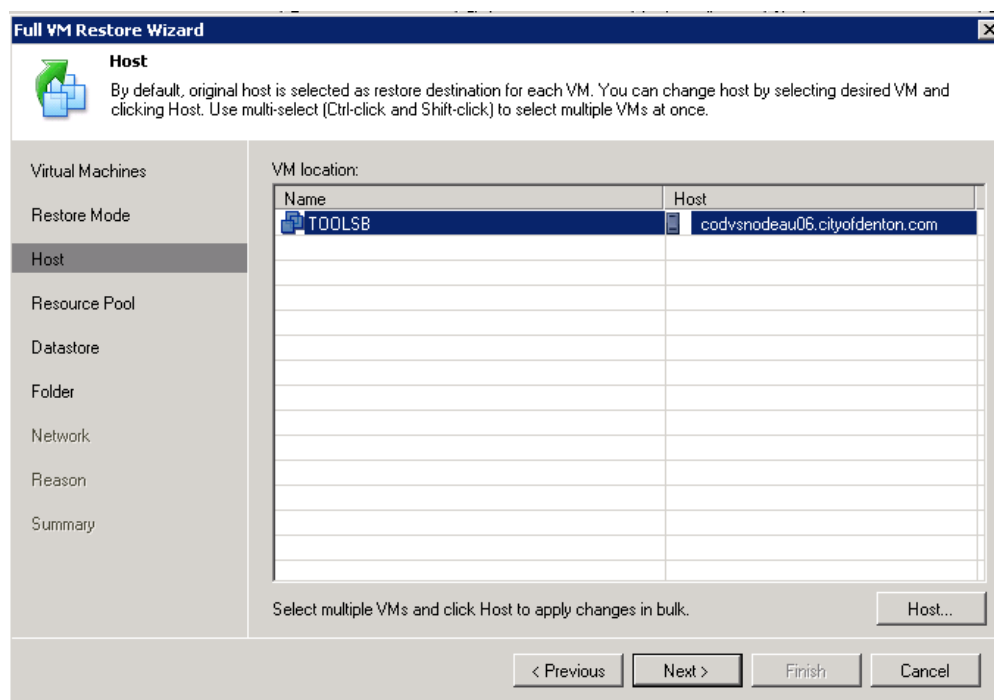 Full VM Restore Wizard
Host
By default, original host is selected as restore destination for each VM. You can change host by selecting desired VM and
clicking Host. Use multi-select (Ctrl-click and Shift-click) to select multiple VMs at once.
Virtual Machines
Restore Mode
Host
Resource Pool
Datastore
Folder
Network
Reason
Summary
VM location:
Name Host
TOOLSB codvsnodeau06.cityofdenton.com
Select multiple VMs and click Host to apply changes in bulk.
Host...
< Previous Next > Finish Cancel